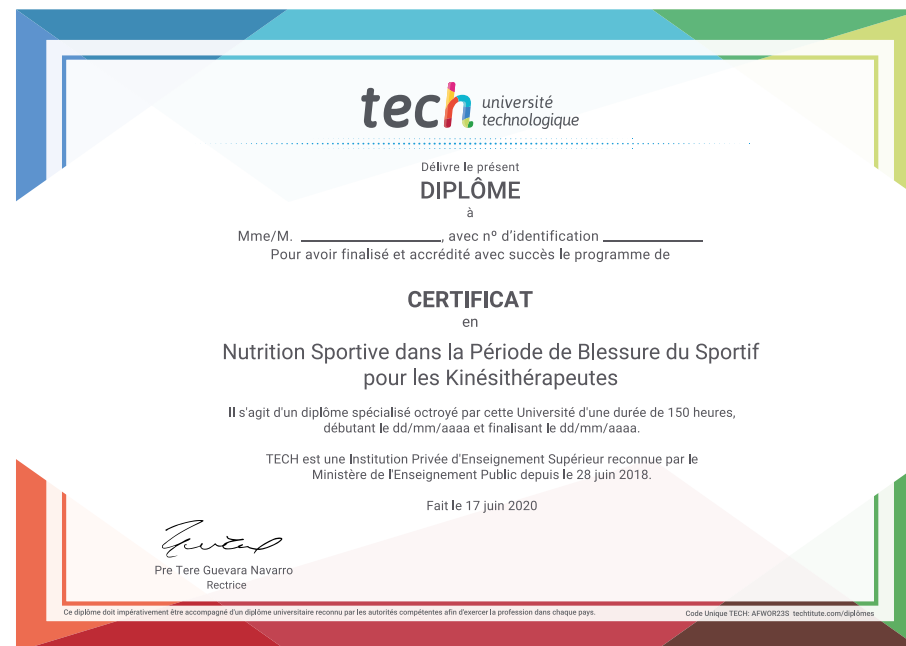 tech université
technologique
Délivre le présent
DIPLÔME
à
Mme/M. ____________________, avec nº d'identification ______________
Pour avoir finalisé et accrédité avec succès le programme de
CERTIFICAT
en
Nutrition Sportive dans la Période de Blessure du Sportif
pour les Kinésithérapeutes
Il s'agit d'un diplôme spécialisé octroyé par cette Université d'une durée de 150 heures,
débutant le dd/mm/aaaa et finalisant le dd/mm/aaaa.
TECH est une Institution Privée d'Enseignement Supérieur reconnue par le
Ministère de l'Enseignement Public depuis le 28 juin 2018.
Fait le 17 juin 2020
Pre Tere Guevara Navarro
Rectrice
Ce diplôme doit impérativement être accompagné d'un diplôme universitaire reconnu par les autorités compétentes afin d'exercer la profession dans chaque pays.
Code Unique TECH: AFWOR23S techtitute.com/diplômes